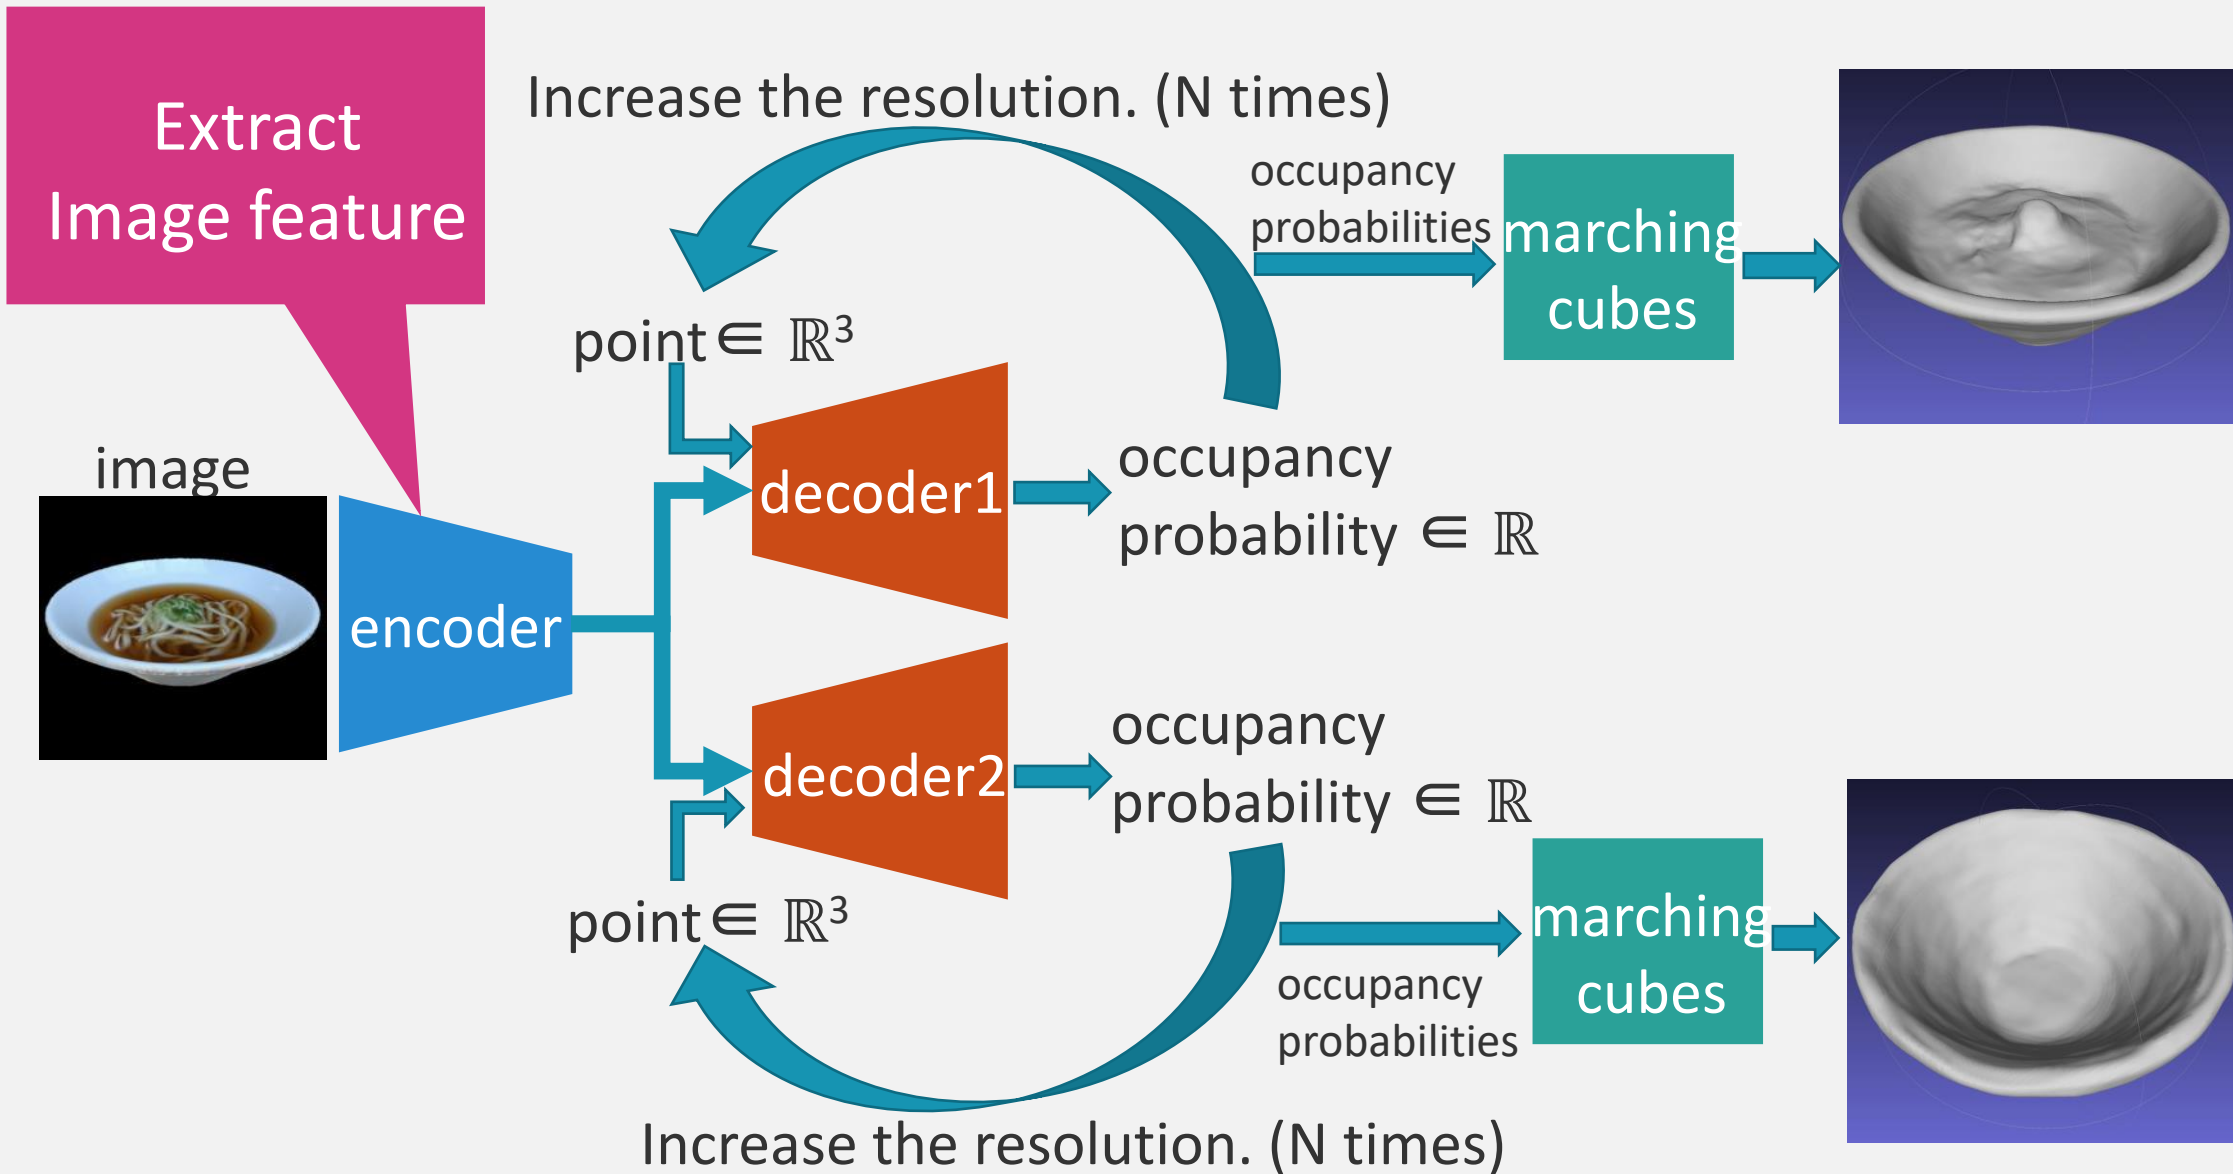 Extract
Image feature
Increase the resolution. (N times)
occupancy
probabilities
marching
cubes
point ∈ ℝ³
image
encoder
decoder1
occupancy
probability ∈ ℝ
decoder2
occupancy
probability ∈ ℝ
point ∈ ℝ³
marching
cubes
occupancy
probabilities
Increase the resolution. (N times)